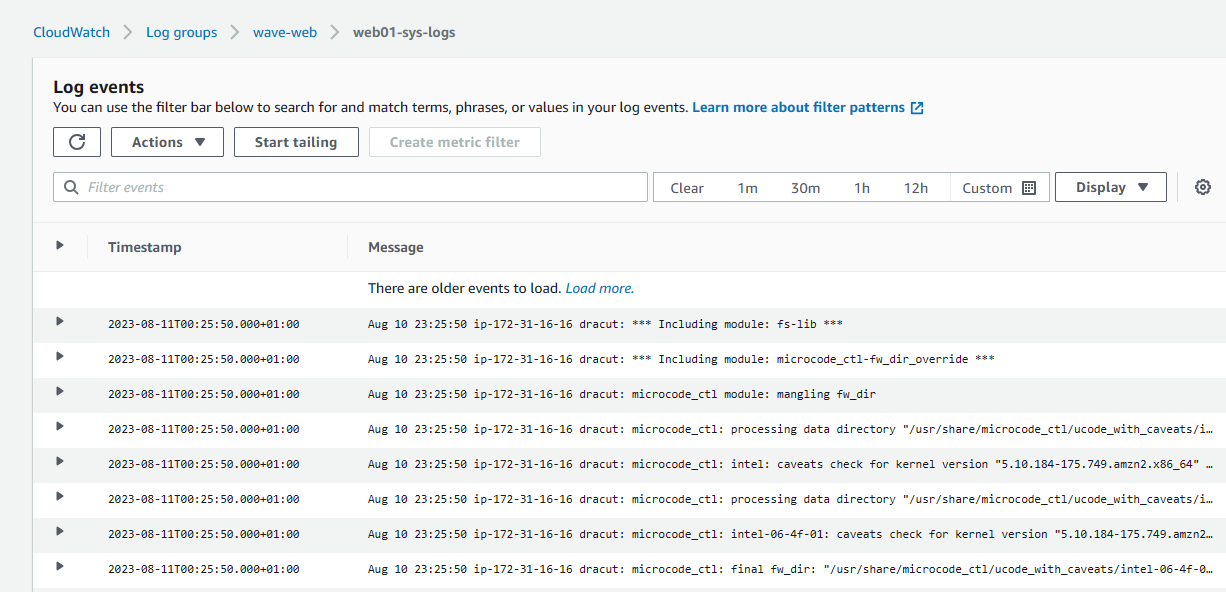 CloudWatch > Log groups > wave-web > web01-sys-logs
Log events
You can use the filter bar below to search for and match terms, phrases, or values in your log events. Learn more about filter patterns
Actions Start tailing Create metric filter
Filter events Clear 1m 30m 1h 12h Custom Display
Timestamp Message
There are older events to load. Load more.
2023-08-11T00:25:50.000+01:00 Aug 10 23:25:50 ip-172-31-16-16 dracut: *** Including module: fs-lib ***
2023-08-11T00:25:50.000+01:00 Aug 10 23:25:50 ip-172-31-16-16 dracut: *** Including module: microcode_ctl-fw_dir_override ***
2023-08-11T00:25:50.000+01:00 Aug 10 23:25:50 ip-172-31-16-16 dracut: microcode_ctl module: mangling fw_dir
2023-08-11T00:25:50.000+01:00 Aug 10 23:25:50 ip-172-31-16-16 dracut: microcode_ctl: processing data directory "/usr/share/microcode_ctl/ucode_with_caveats/i…
2023-08-11T00:25:50.000+01:00 Aug 10 23:25:50 ip-172-31-16-16 dracut: microcode_ctl: intel: caveats check for kernel version "5.10.184-175.749.amzn2.x86_64" …
2023-08-11T00:25:50.000+01:00 Aug 10 23:25:50 ip-172-31-16-16 dracut: microcode_ctl: processing data directory "/usr/share/microcode_ctl/ucode_with_caveats/i…
2023-08-11T00:25:50.000+01:00 Aug 10 23:25:50 ip-172-31-16-16 dracut: microcode_ctl: intel-06-4f-01: caveats check for kernel version "5.10.184-175.749.amzn2…
2023-08-11T00:25:50.000+01:00 Aug 10 23:25:50 ip-172-31-16-16 dracut: microcode_ctl: final fw_dir: "/usr/share/microcode_ctl/ucode_with_caveats/intel-06-4f-0…